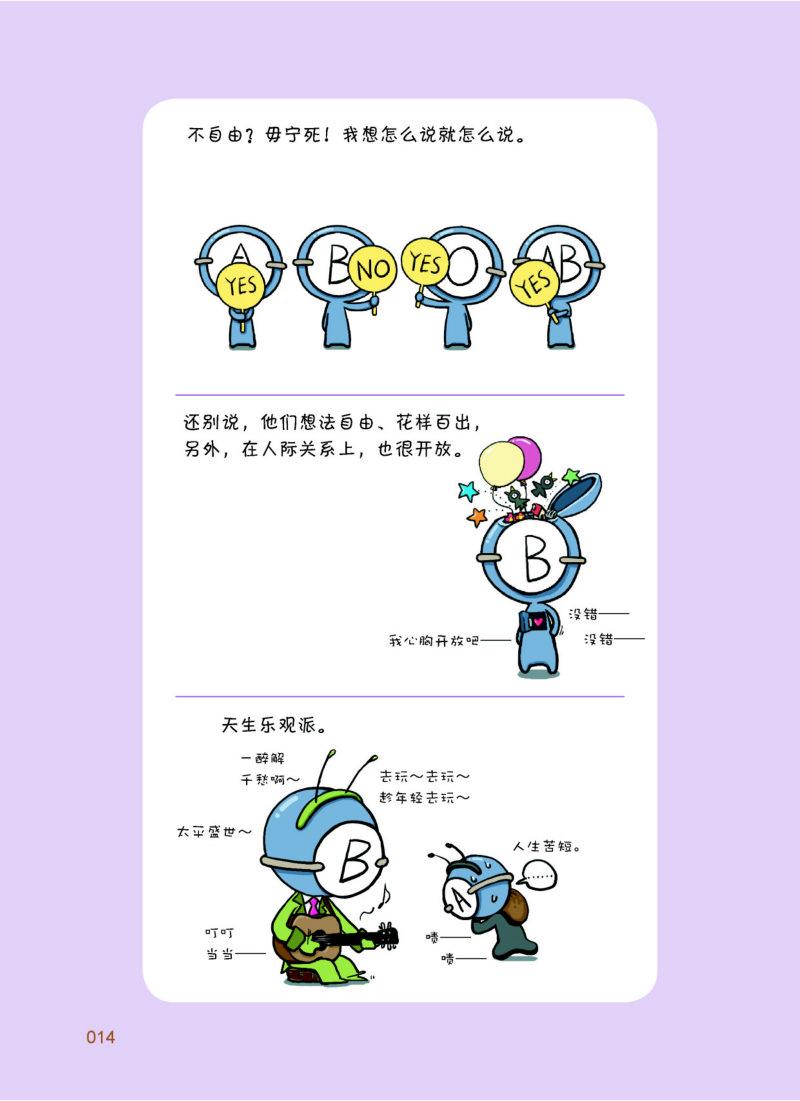 不自由？毋宁死！我想怎么说就怎么说。
A
B
O
AB
YES
NO
YES
YES
还别说，他们想法自由、花样百出，
另外，在人际关系上，也很开放。
B
没错——
我心胸开放吧——
没错——
天生乐观派。
一醉解
千愁啊～
去玩～去玩～
趁年轻去玩～
太平盛世～
B
人生苦短。
A
......
叮叮
当当——
啧——
啧——
014